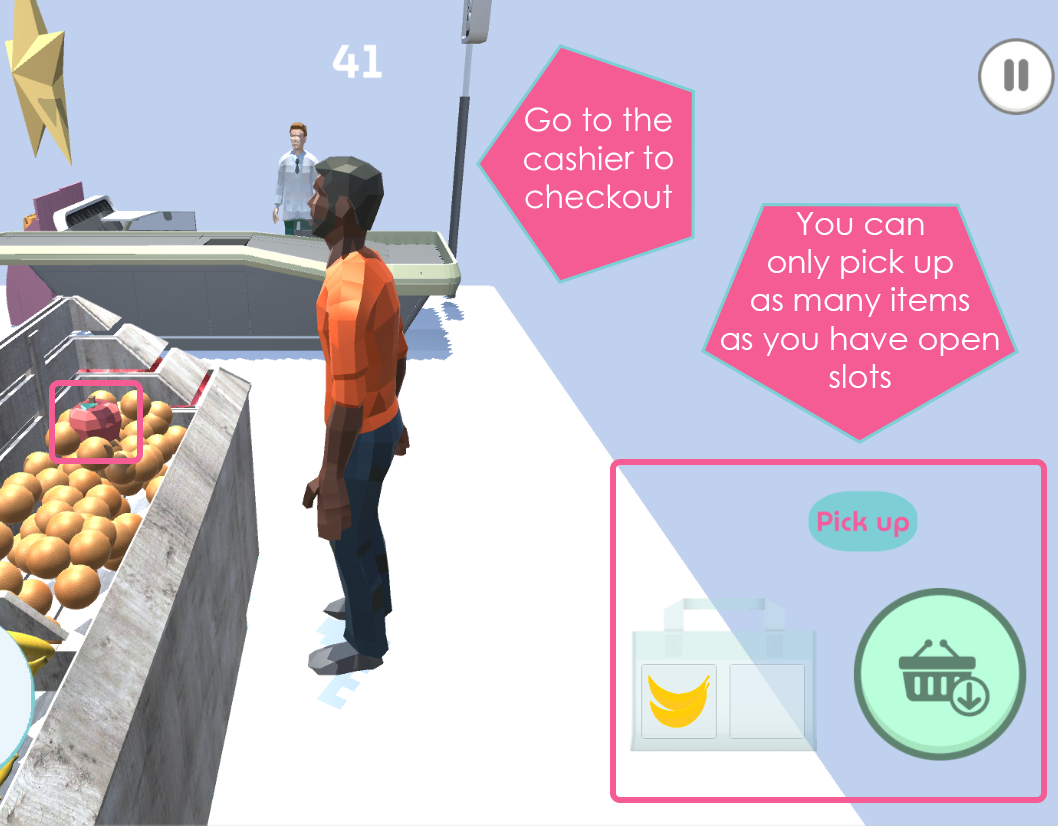 41
Go to the
cashier to
checkout
You can
only pick up
as many items
as you have open
slots
Pick up